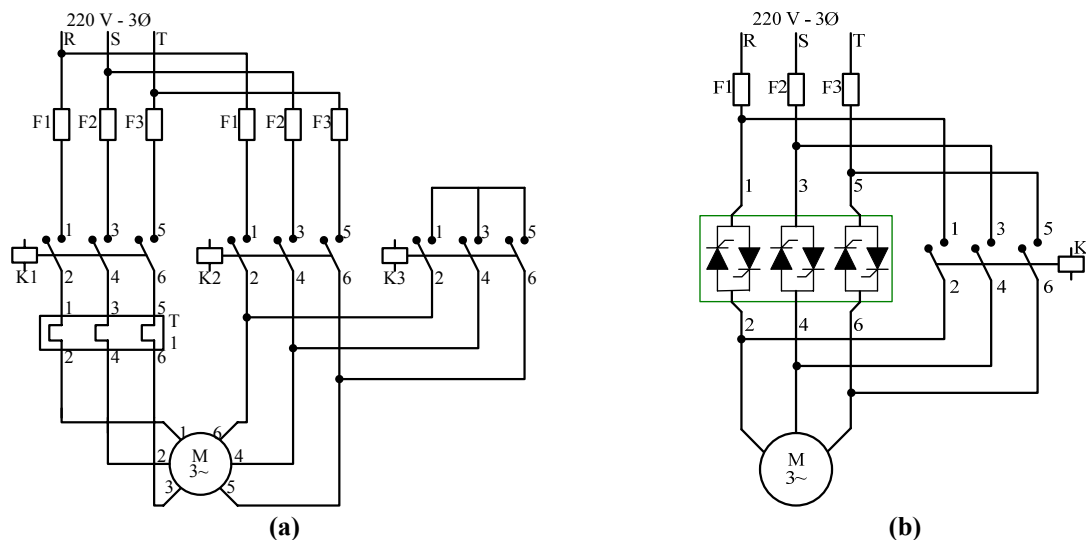 220 V - 3Ø
R S T
F1 F2 F3 F1 F2 F3
1 3 5 1 3 5 1 3 5
K1 K2 K3
2 4 6 2 4 6 2 4 6
1 3 5 T
1
2 4 6
1 6
M
3~
2 4
3 5
(a)
220 V - 3Ø
R S T
F1 F2 F3
1 3 5
1 3 5
K
2 4 6
2 4 6
M
3~
(b)